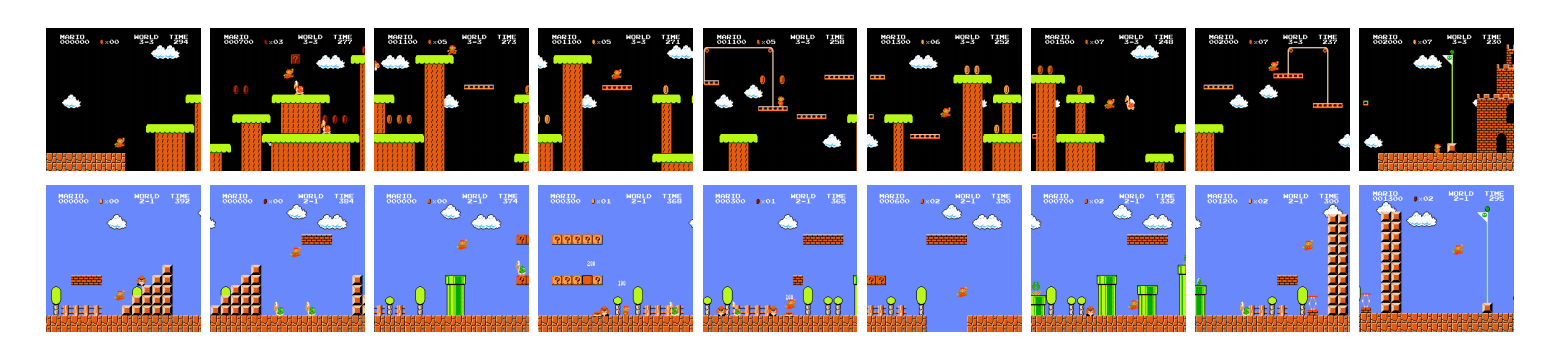 MARIO WORLD TIME
000000 ×00 3-3 294
MARIO WORLD TIME
000700 ×03 3-3 277
MARIO WORLD TIME
001100 ×05 3-3 273
MARIO WORLD TIME
001100 ×05 3-3 271
MARIO WORLD TIME
001100 ×05 3-3 258
MARIO WORLD TIME
001300 ×06 3-3 252
MARIO WORLD TIME
001500 ×07 3-3 248
MARIO WORLD TIME
002000 ×07 3-3 237
MARIO WORLD TIME
002000 ×07 3-3 230
MARIO WORLD TIME
000000 ×00 2-1 392
MARIO WORLD TIME
000000 ×00 2-1 384
MARIO WORLD TIME
000000 ×00 2-1 374
MARIO WORLD TIME
000300 ×01 2-1 368
? ? ? ? ?
200
? ? ? ?
100
MARIO WORLD TIME
000300 ×01 2-1 365
100
MARIO WORLD TIME
000600 ×02 2-1 350
MARIO WORLD TIME
000700 ×02 2-1 332
MARIO WORLD TIME
001200 ×02 2-1 300
MARIO WORLD TIME
001300 ×02 2-1 295